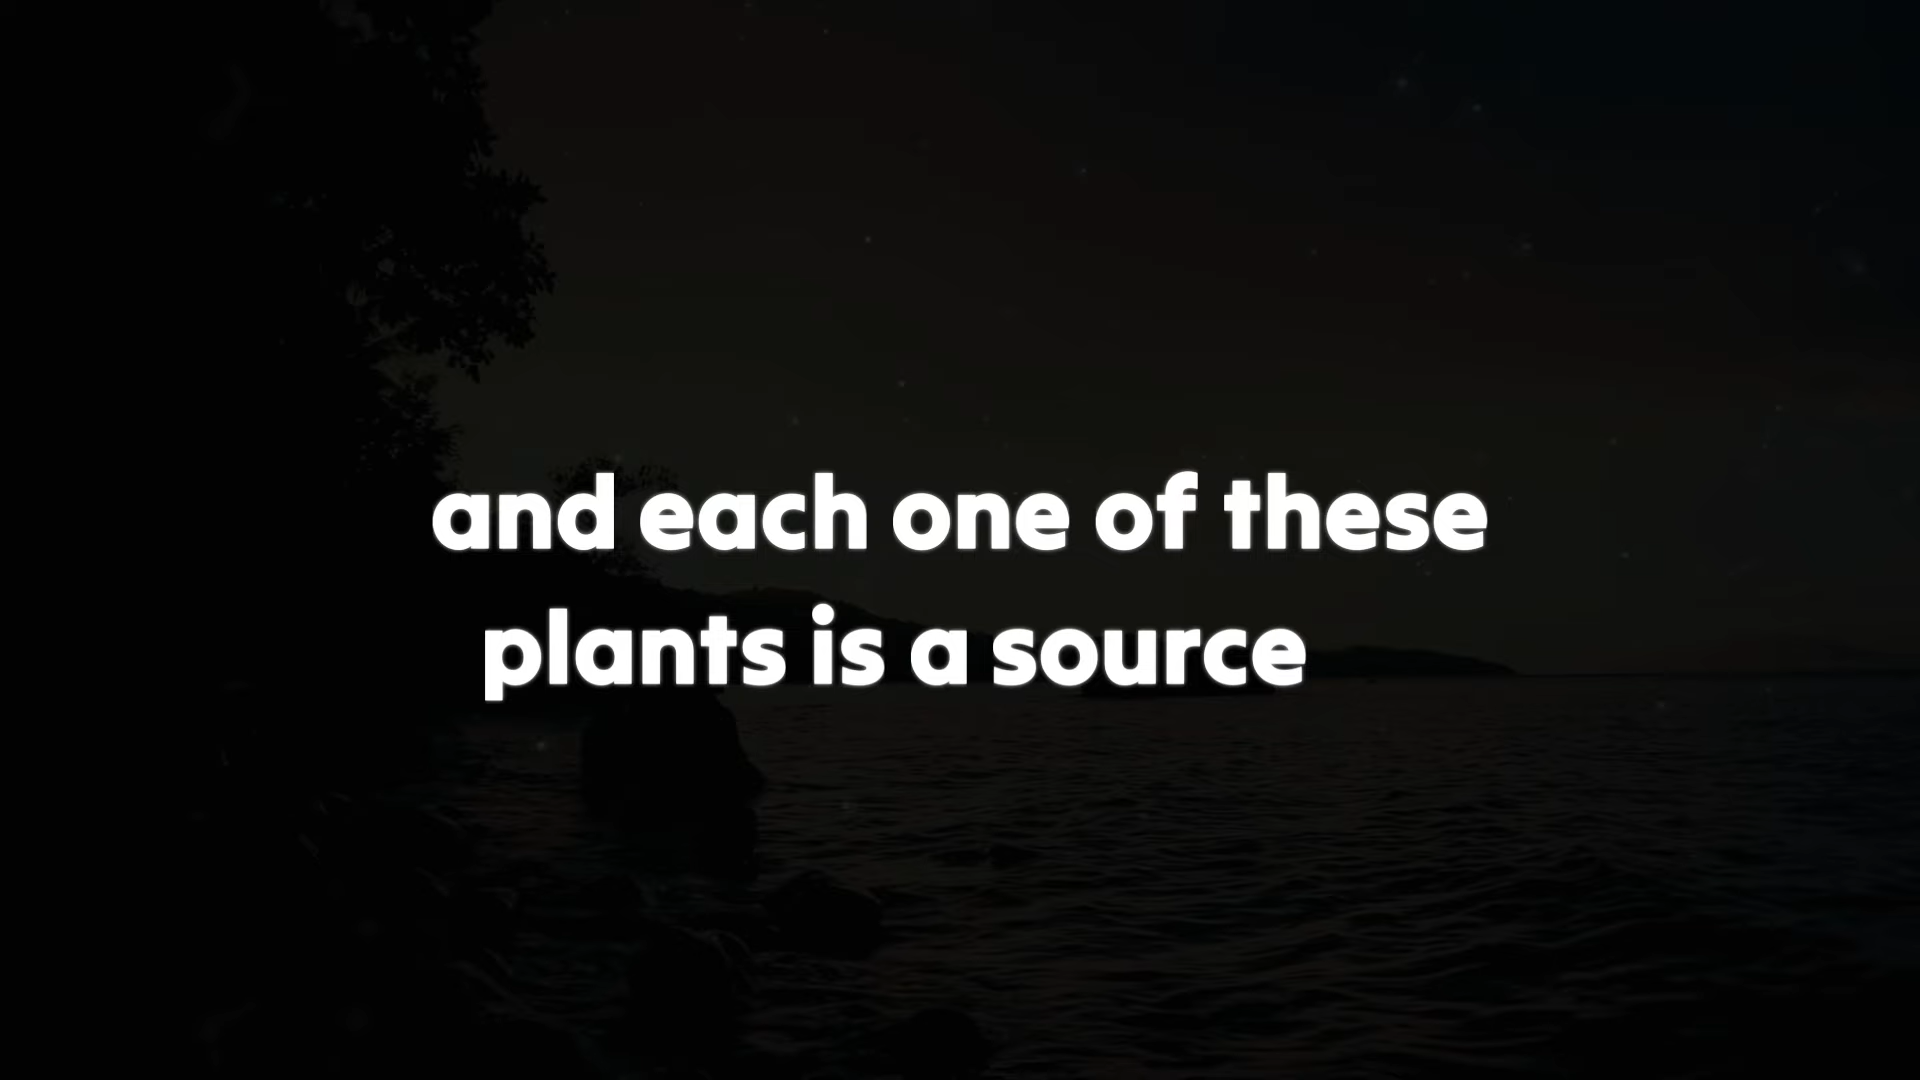 and each one of these
plants is a source